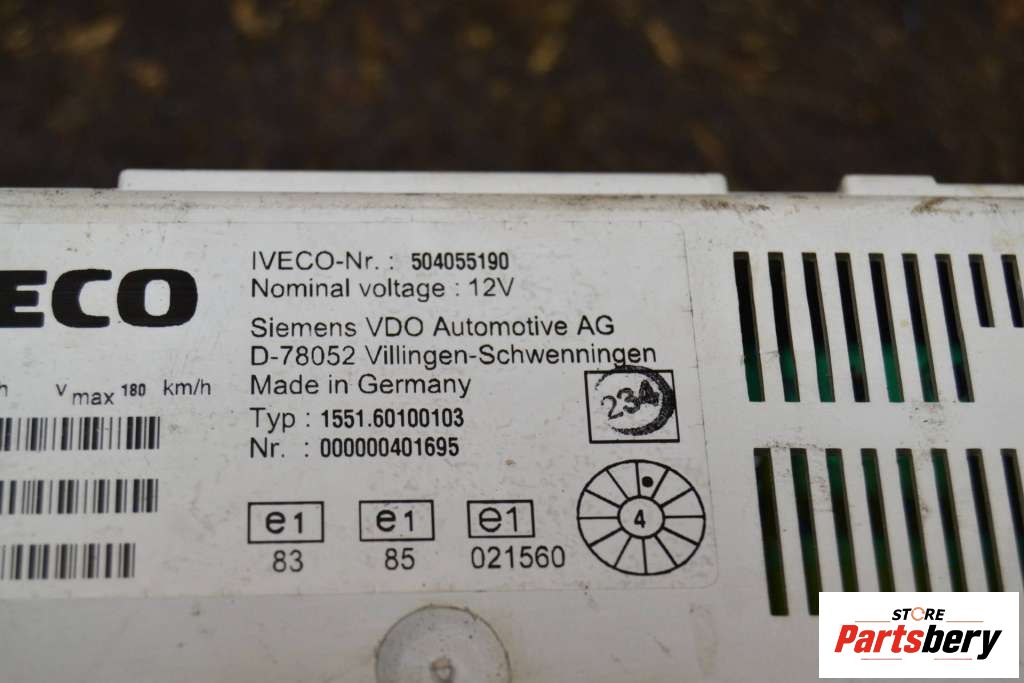 IVECO-Nr. : 504055190
Nominal voltage : 12V
ECO
Siemens VDO Automotive AG
D-78052 Villingen-Schwenningen
h v max 180 km/h
Made in Germany
234
Typ : 1551.60100103
Nr. : 000000401695
4
e1 e1 e1
83 85 021560
STORE
Partsbery